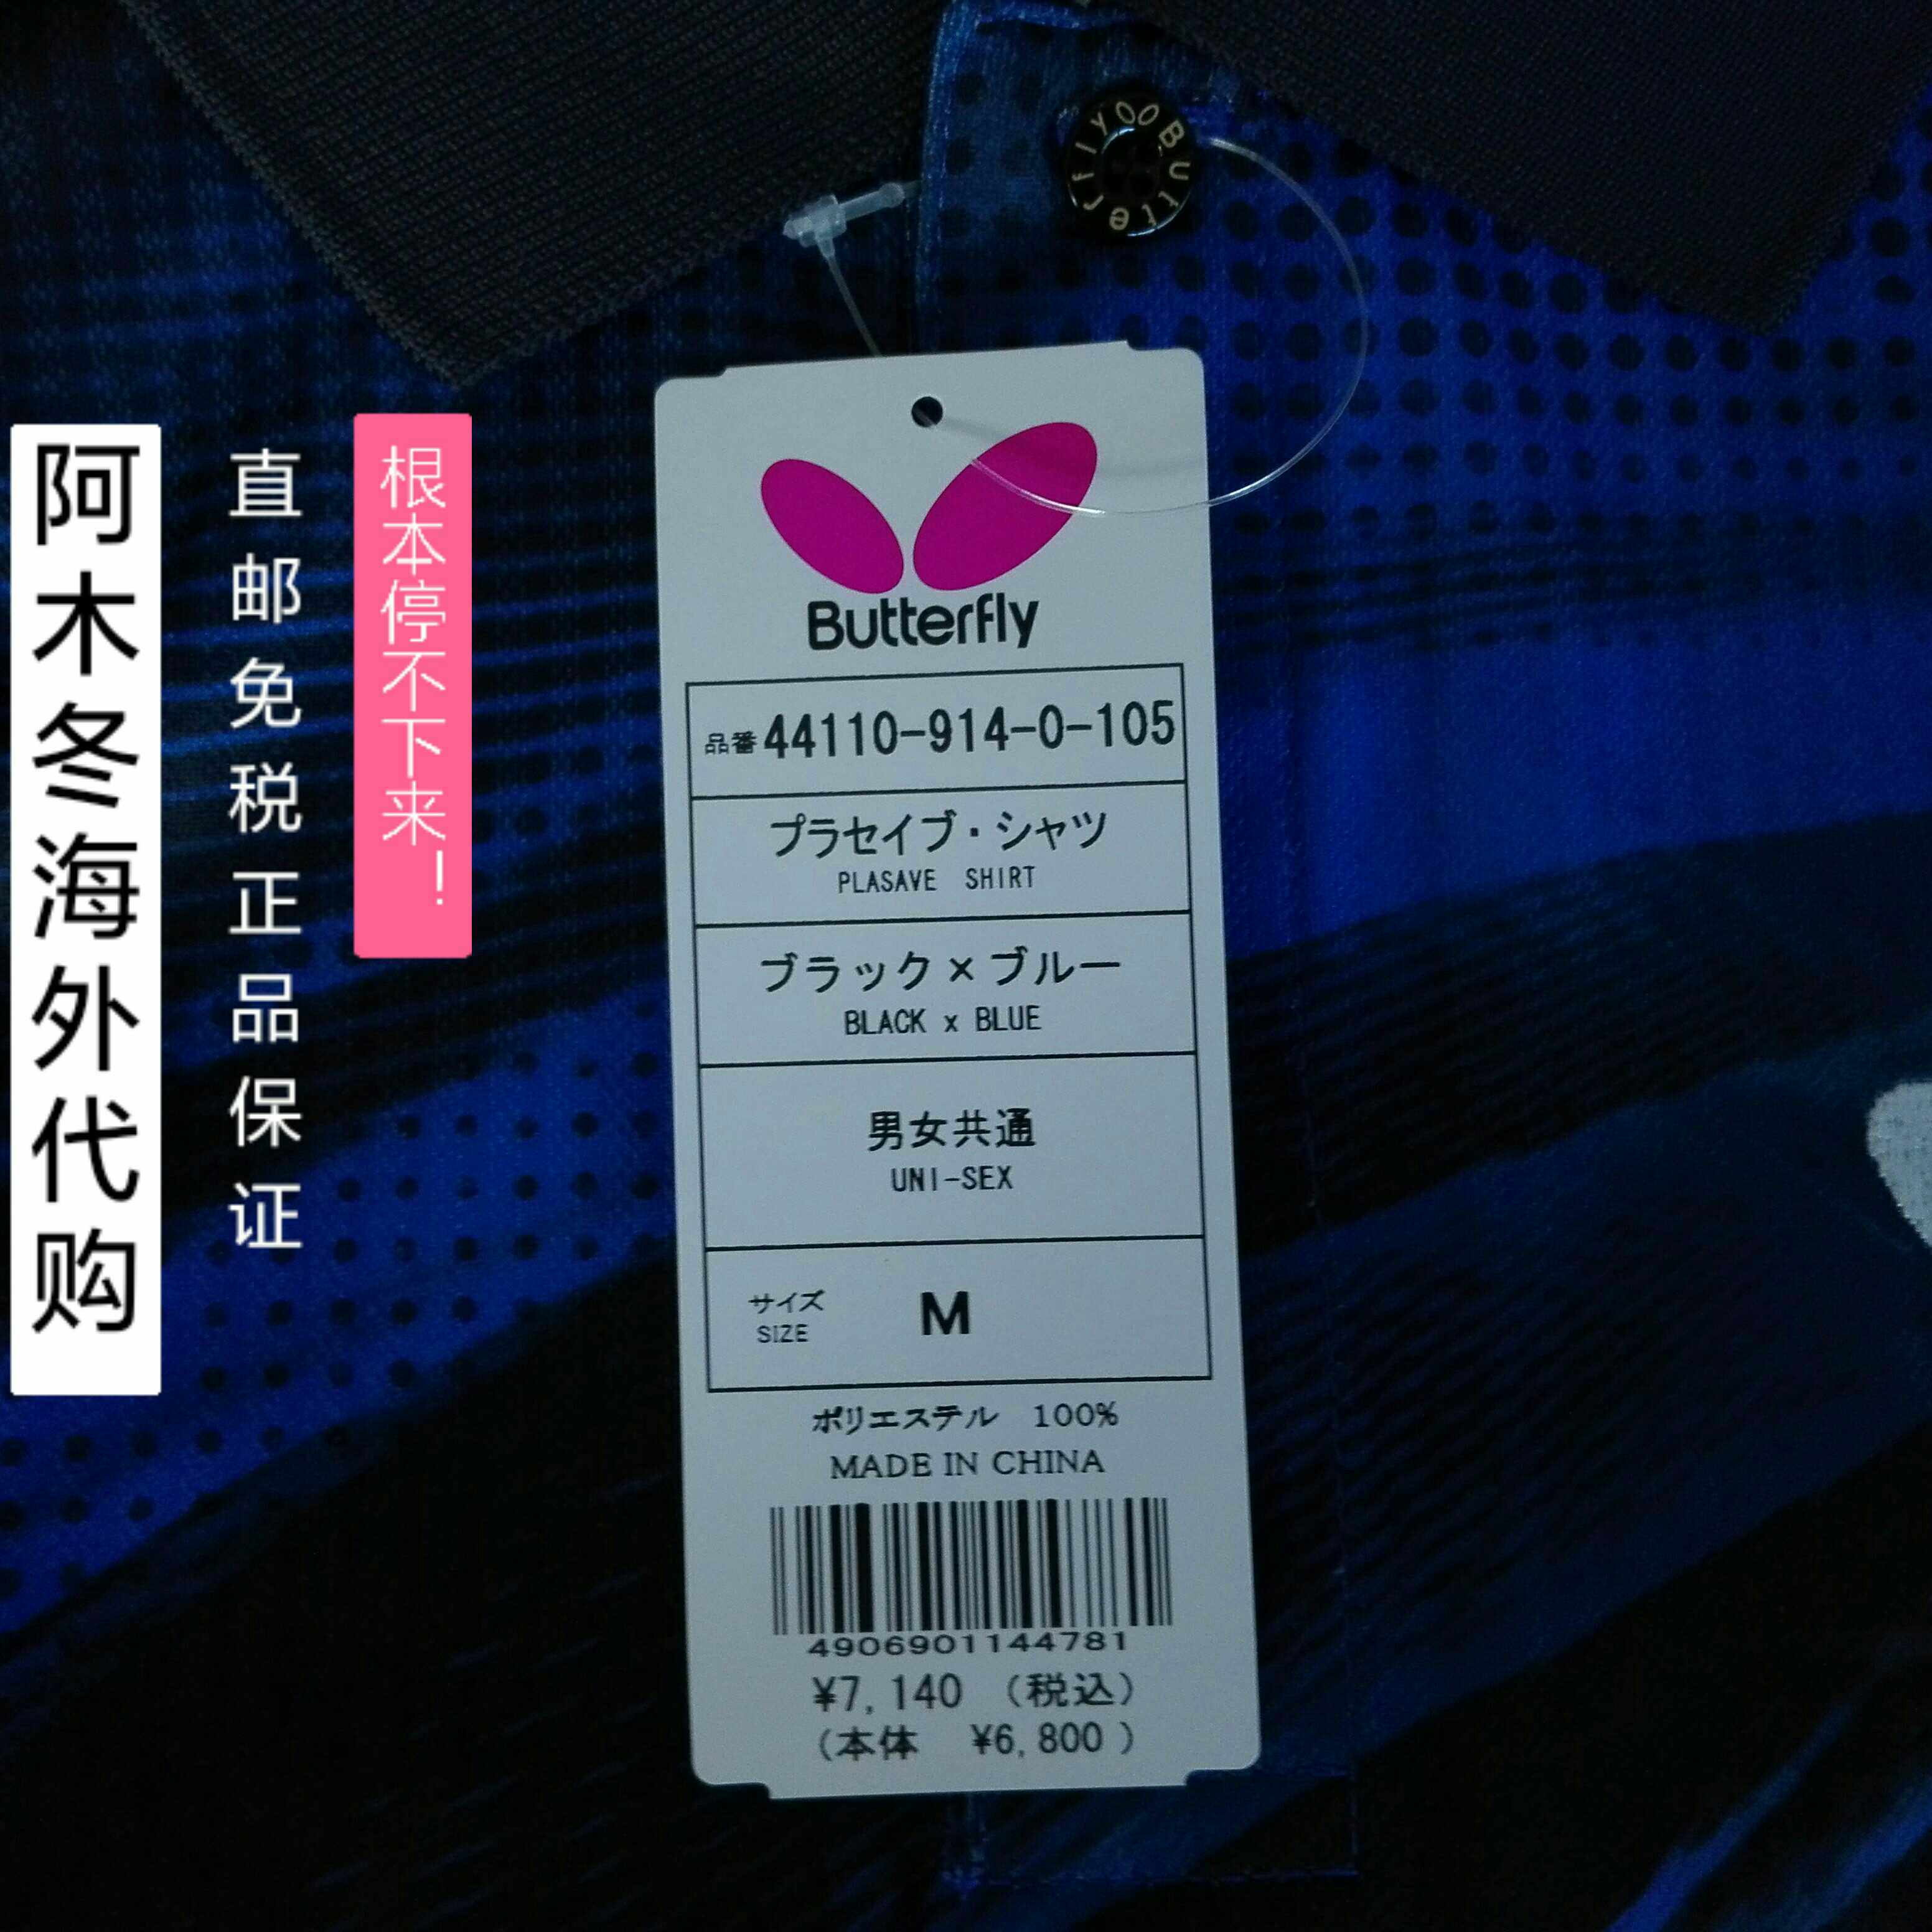 阿木冬海外代购
直邮免税正品保证
根本停不下来！
Butterfly
Butterfly
品番 44110-914-0-105
プラセイブ・シャツ
PLASAVE SHIRT
ブラック×ブルー
BLACK x BLUE
男女共通
UNI-SEX
サイズ
SIZE
M
ポリエステル 100%
MADE IN CHINA
4906901144781
¥7,140 （税込）
（本体 ¥6,800）